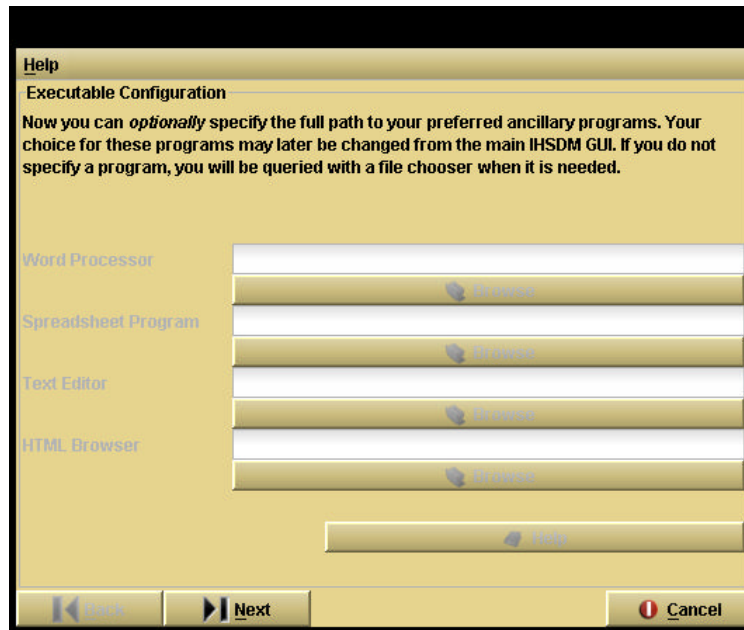 Help
Executable Configuration
Now you can optionally specify the full path to your preferred ancillary programs. Your
choice for these programs may later be changed from the main IHSDM GUI. If you do not
specify a program, you will be queried with a file chooser when it is needed.
Word Processor
Browse
Spreadsheet Program
Browse
Text Editor
Browse
HTML Browser
Browse
Help
Back Next Cancel